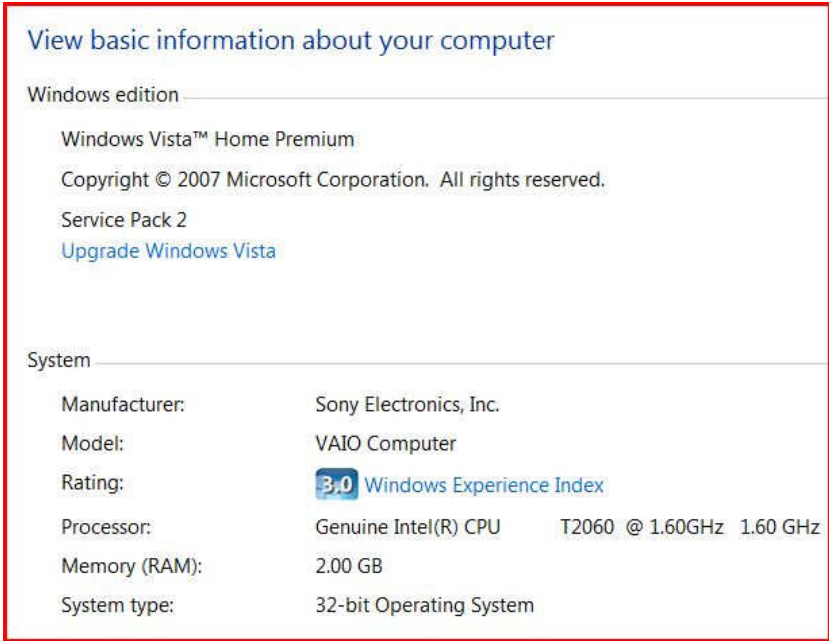 View basic information about your computer
Windows edition
Windows Vista™ Home Premium
Copyright © 2007 Microsoft Corporation. All rights reserved.
Service Pack 2
Upgrade Windows Vista
System
Manufacturer: Sony Electronics, Inc.
Model: VAIO Computer
Rating: 3.0 Windows Experience Index
Processor: Genuine Intel(R) CPU T2060 @ 1.60GHz 1.60 GHz
Memory (RAM): 2.00 GB
System type: 32-bit Operating System